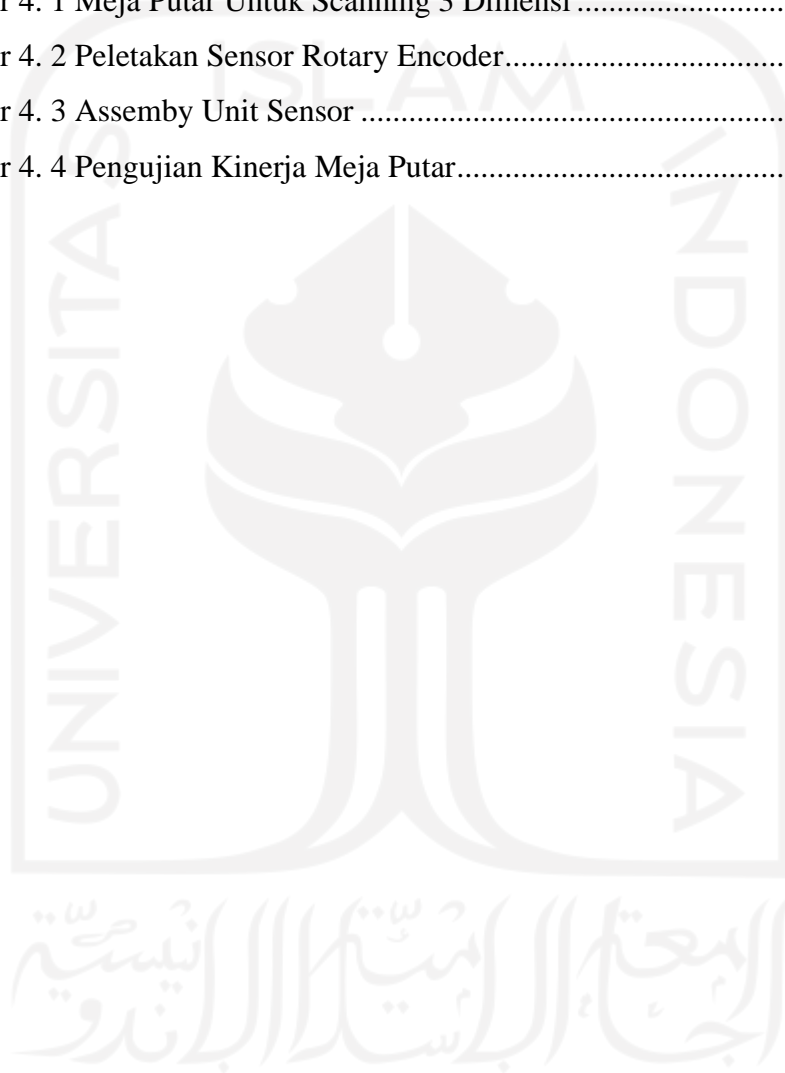 r 4. 1 Meja Putar Untuk Scanning 3 Dimensi ..........................
r 4. 2 Peletakan Sensor Rotary Encoder...................................
r 4. 3 Assemby Unit Sensor .....................................................
r 4. 4 Pengujian Kinerja Meja Putar.........................................
ISLAM
UNIVERSITAS
INDONESIA